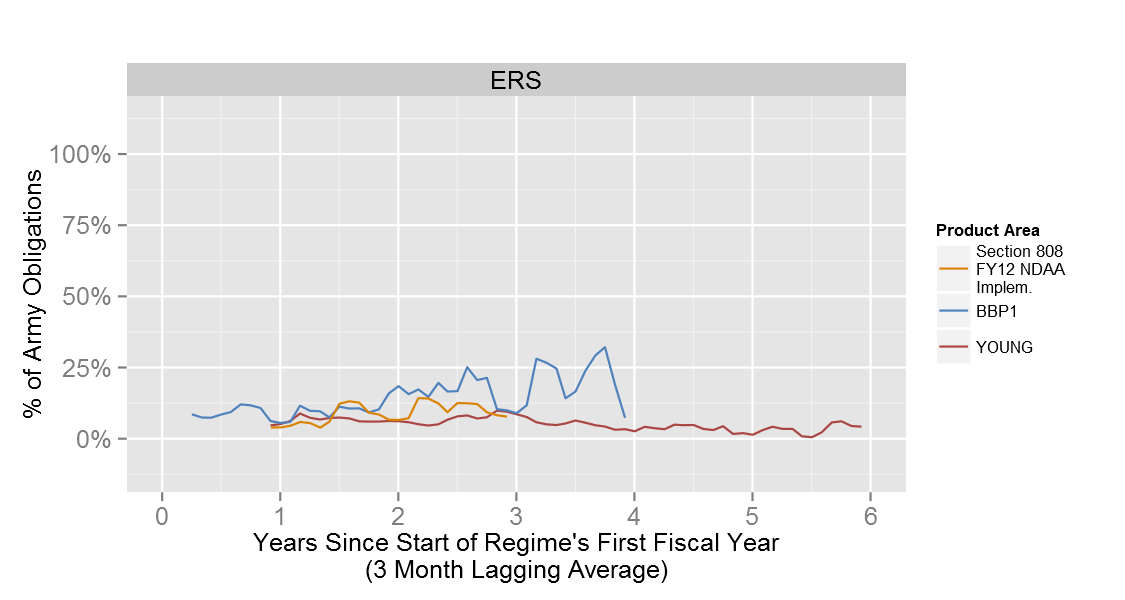 ERS
100%
75%
50%
25%
0%
% of Army Obligations
0 1 2 3 4 5 6
Years Since Start of Regime's First Fiscal Year
(3 Month Lagging Average)
Product Area
Section 808
FY12 NDAA
Implem.
BBP1
YOUNG